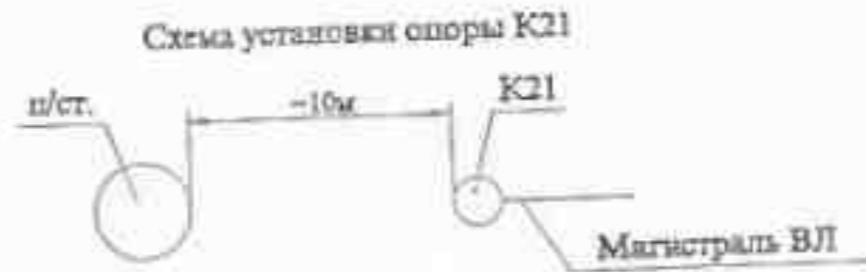 Схема установки опоры К21
п/ст.
~10м
К21
Магистраль ВЛ